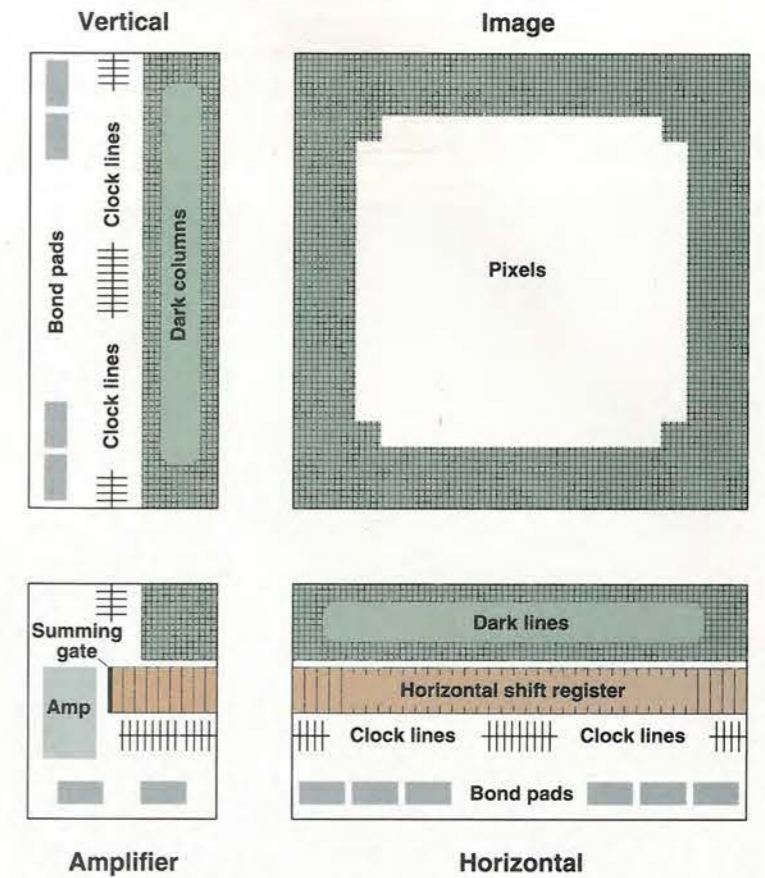 Vertical
Image
Bond pads
Clock lines
Clock lines
Dark columns
Pixels
Summing
gate
Amp
Dark lines
Horizontal shift register
Clock lines
Clock lines
Bond pads
Amplifier
Horizontal